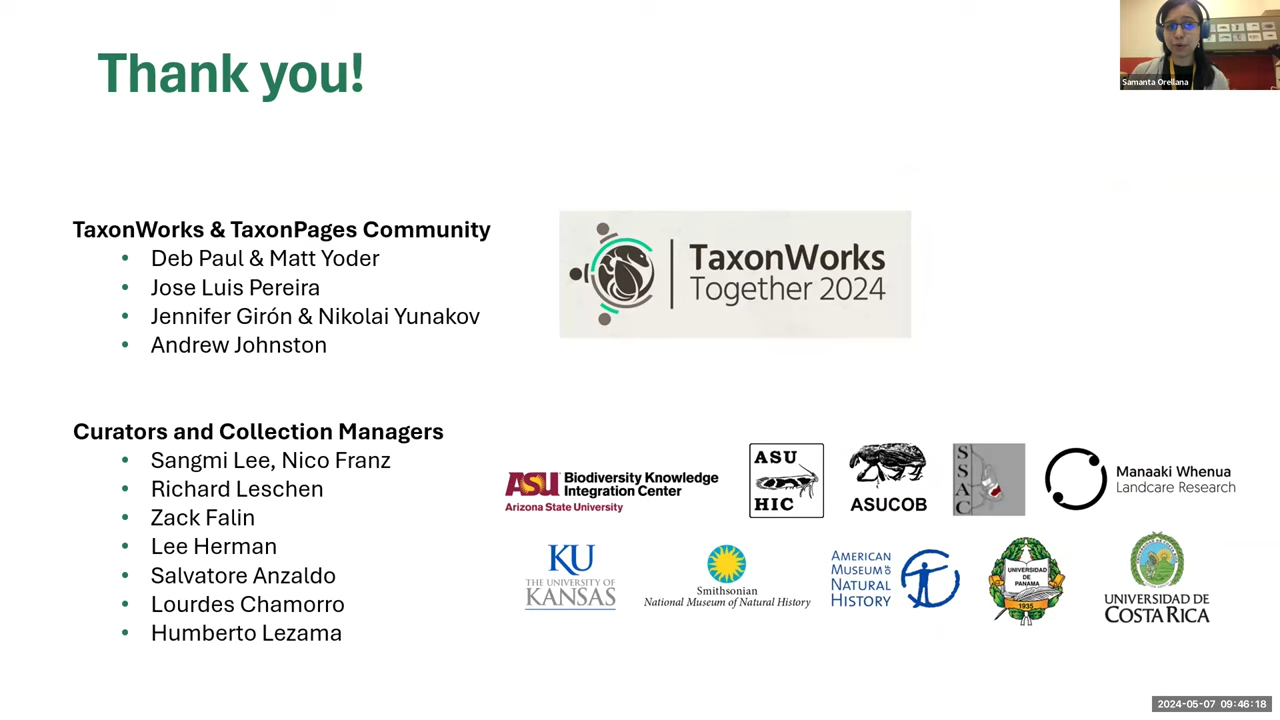 Thank you!
Samanta Orellana
TaxonWorks & TaxonPages Community
• Deb Paul & Matt Yoder
• Jose Luis Pereira
• Jennifer Girón & Nikolai Yunakov
• Andrew Johnston
TaxonWorks
Together 2024
Curators and Collection Managers
• Sangmi Lee, Nico Franz
• Richard Leschen
• Zack Falin
• Lee Herman
• Salvatore Anzaldo
• Lourdes Chamorro
• Humberto Lezama
ASU Biodiversity Knowledge
Integration Center
Arizona State University
ASU
HIC
ASUCOB
SSAC
Manaaki Whenua
Landcare Research
KU
THE UNIVERSITY OF
KANSAS
Smithsonian
National Museum of Natural History
AMERICAN
MUSEUM OF
NATURAL
HISTORY
UNIVERSIDAD
DE
PANAMA
1935
UNIVERSIDAD DE
COSTA RICA
2024-05-07 09:46:18